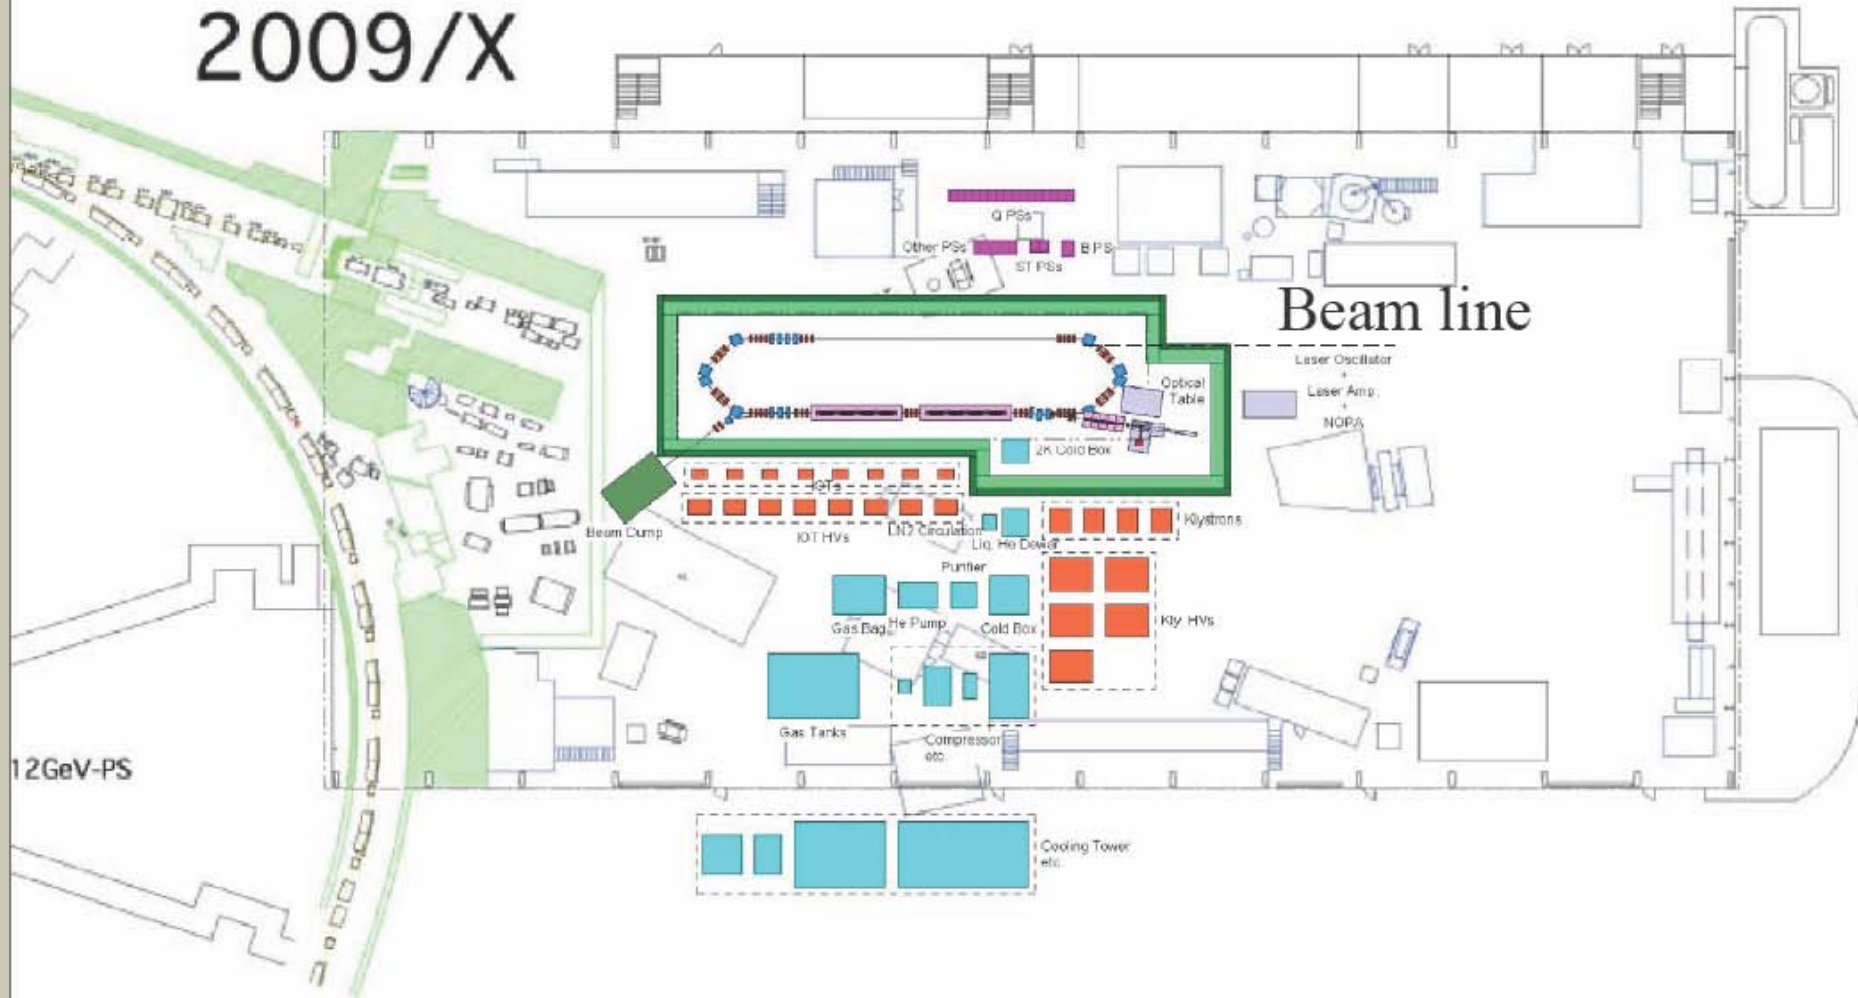 2009/X
Q PSs
Other PSs
B PS
ST PSs
Beam line
Laser Oscillator
+
Laser Amp.
+
NOPA
Optical
Table
2K Cold Box
IOTs
Beam Dump
IOT HVs
LN2 Circulation
Liq. He Dewar
Klystrons
Purifier
Gas Bag
He Pump
Cold Box
Kly. HVs
Gas Tanks
Compressor
etc.
12GeV-PS
Cooling Tower
etc.